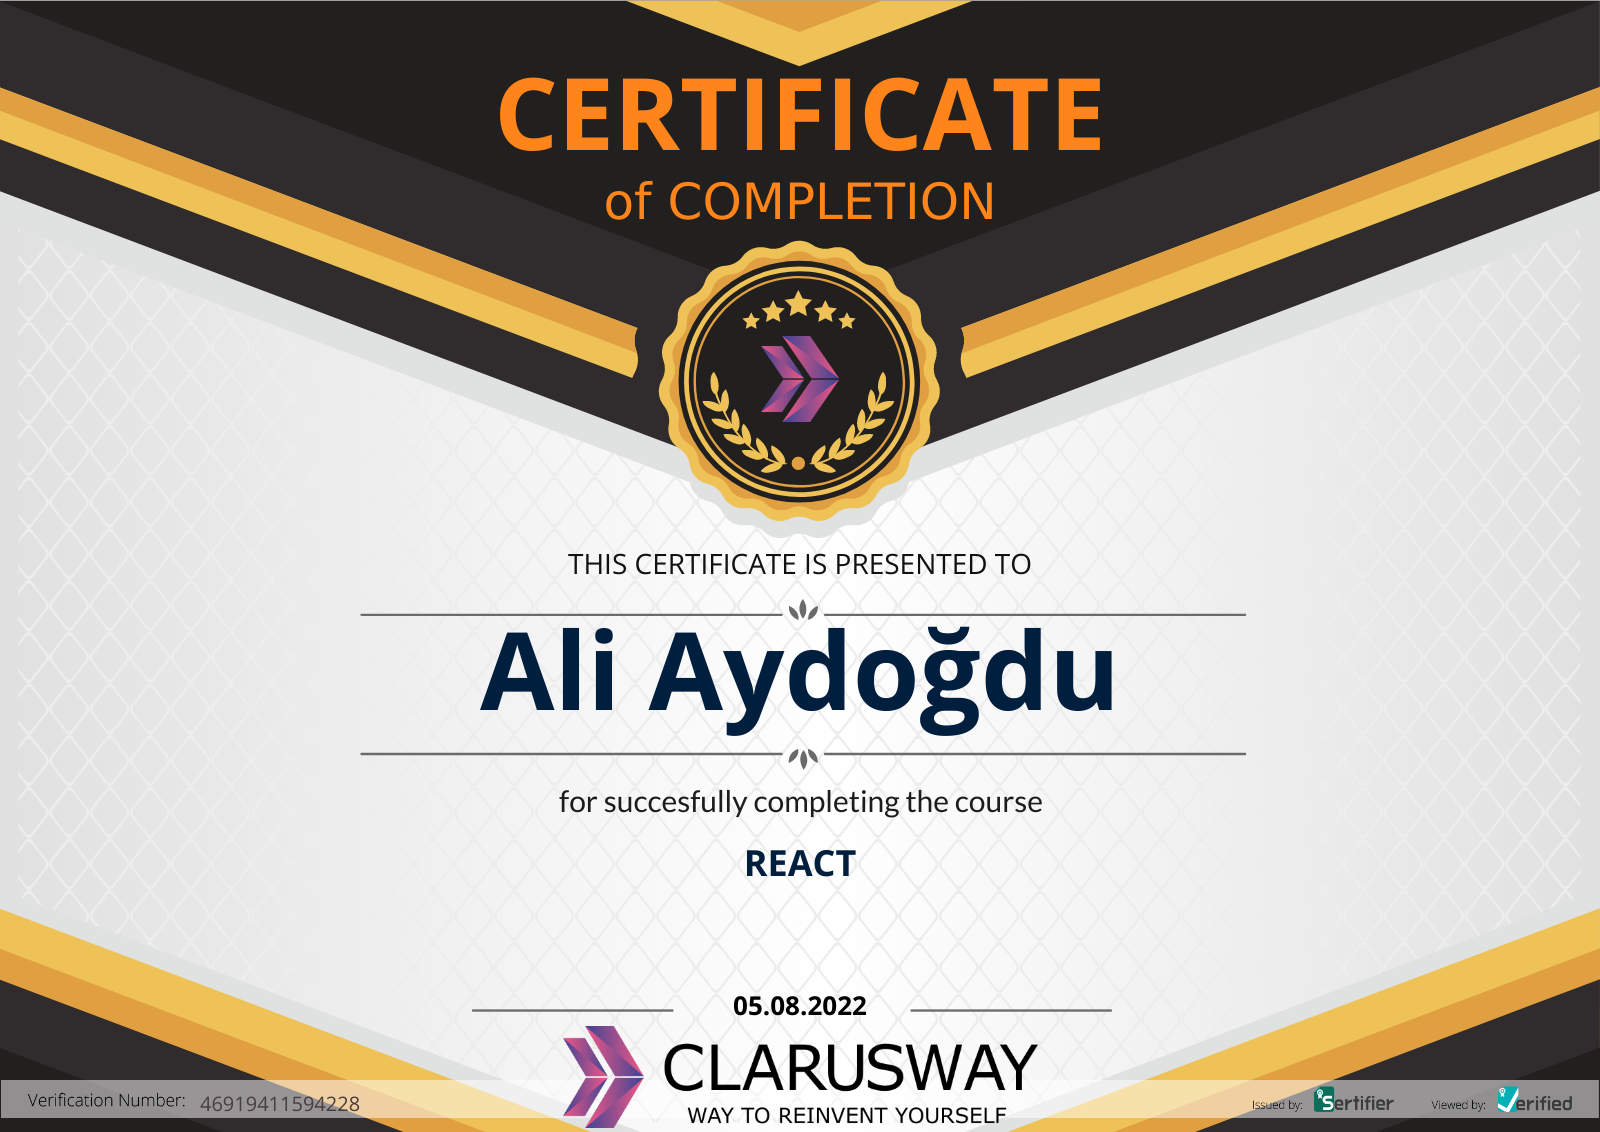 CERTIFICATE
of COMPLETION
THIS CERTIFICATE IS PRESENTED TO
Ali Aydoğdu
for succesfully completing the course
REACT
05.08.2022
CLARUSWAY
WAY TO REINVENT YOURSELF
Verification Number: 46919411594228
Issued by: Sertifier
Viewed by: Verified